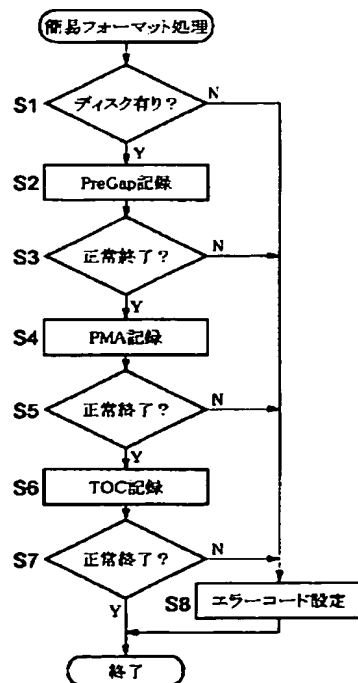 簡易フォーマット処理
S1
ディスク有り?
N
Y
S2
PreGap記録
S3
正常終了?
N
Y
S4
PMA記録
S5
正常終了?
N
Y
S6
TOC記録
S7
正常終了?
N
Y
S8
エラーコード設定
終了